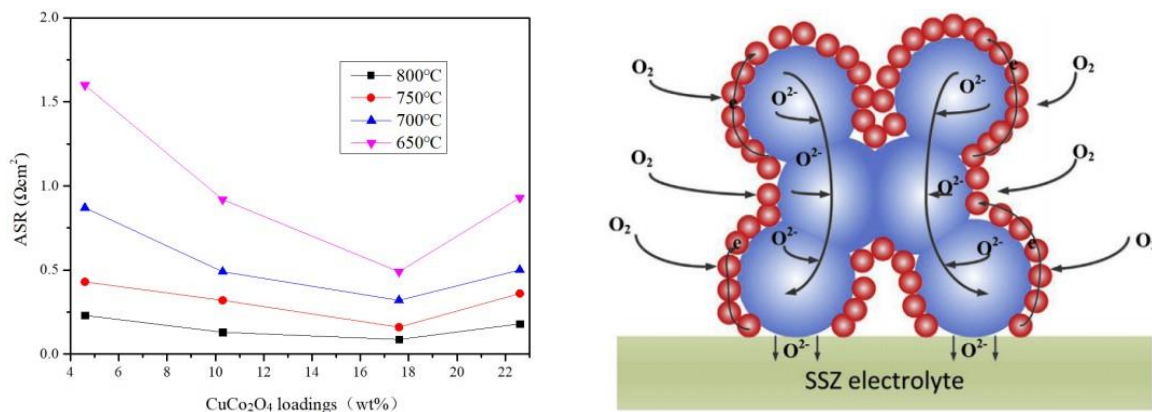 2.0
1.5
1.0
0.5
0.0
ASR (Ωcm²)
4 6 8 10 12 14 16 18 20 22
CuCo₂O₄ loadings（wt%）
800℃
750℃
700℃
650℃
O₂
O₂
O₂
O₂
O₂
O₂
e
e
e
e
O²⁻
O²⁻
O²⁻
O²⁻
O²⁻
O²⁻
O²⁻
O²⁻
SSZ electrolyte